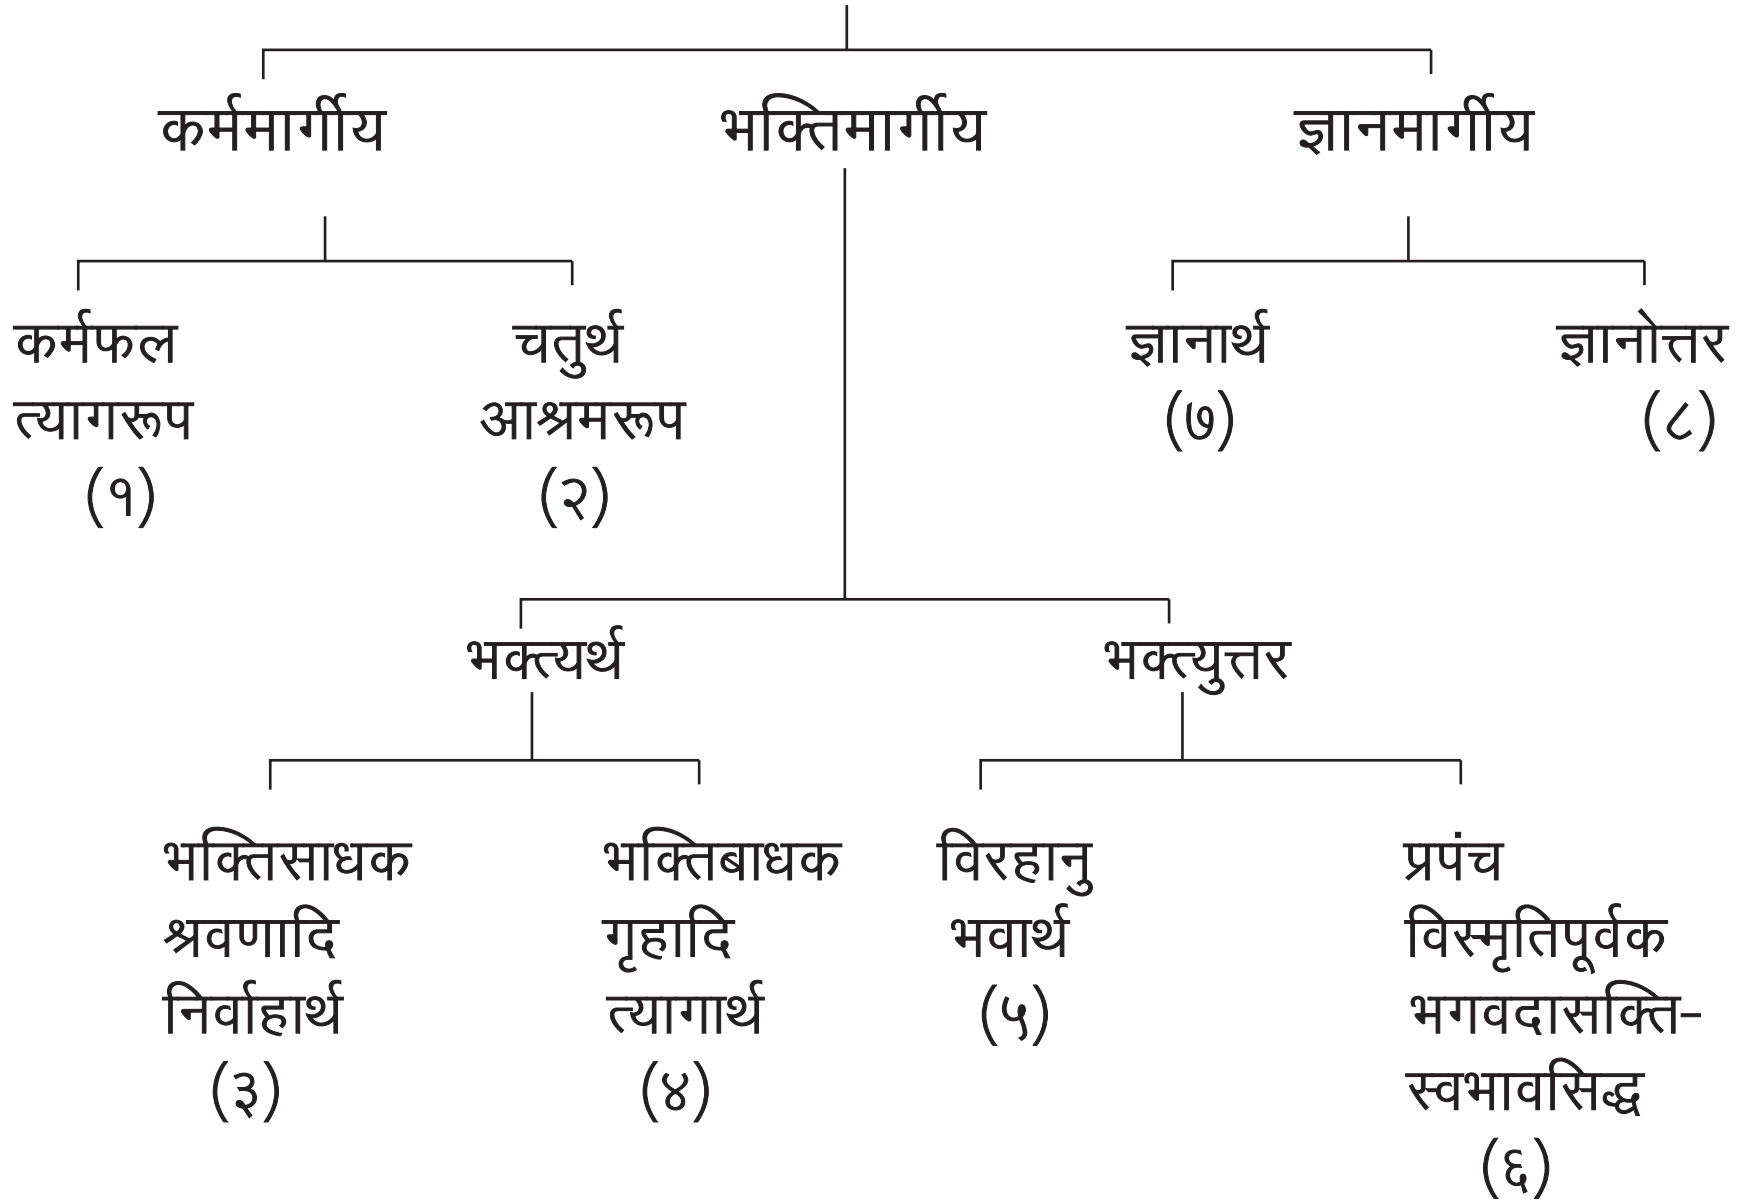 कर्ममार्गीय भक्तिमार्गीय ज्ञानमार्गीय
कर्मफल
त्यागरूप
(१)
चतुर्थ
आश्रमरूप
(२)
ज्ञानार्थ
(७)
ज्ञानोत्तर
(८)
भक्त्यर्थ भक्त्युत्तर
भक्तिसाधक
श्रवणादि
निर्वाहार्थ
(३)
भक्तिबाधक
गृहादि
त्यागार्थ
(४)
विरहानु
भवार्थ
(५)
प्रपंच
विस्मृतिपूर्वक
भगवदासक्ति-
स्वभावसिद्ध
(६)